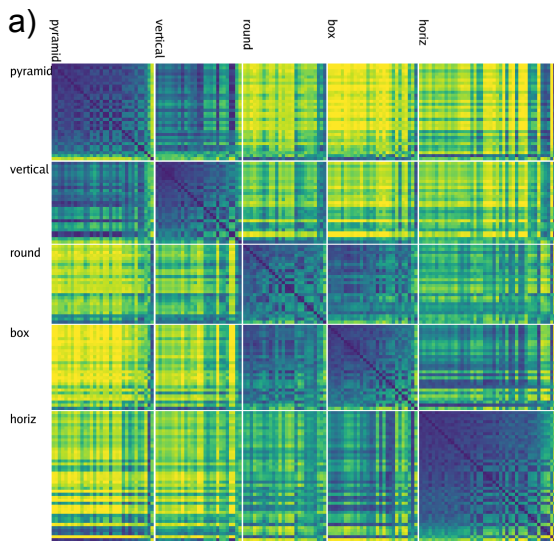 a)
pyramid
vertical
round
box
horiz
pyramid
vertical
round
box
horiz